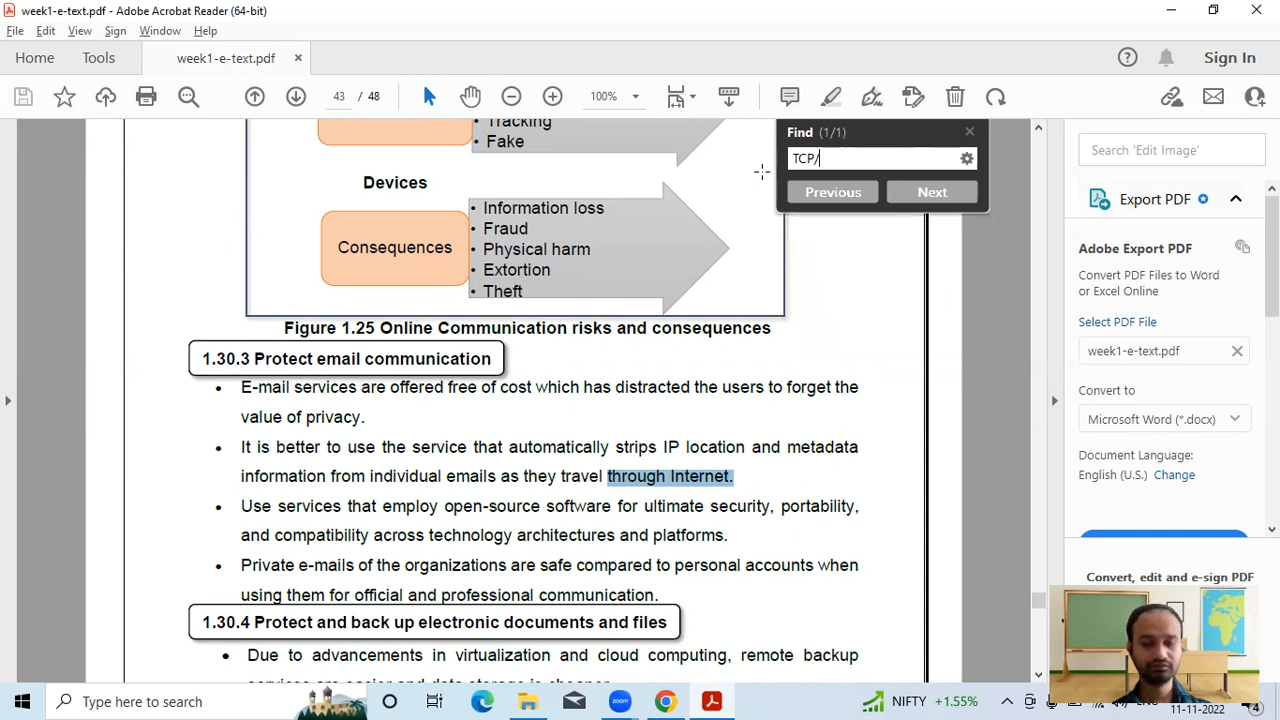 week1-e-text.pdf - Adobe Acrobat Reader (64-bit)
File Edit View Sign Window Help
Home Tools week1-e-text.pdf × Sign In
43 / 48 100%
Tracking
Fake
Find (1/1)
TCP/
Previous Next
Devices
Consequences
• Information loss
• Fraud
• Physical harm
• Extortion
• Theft
Figure 1.25 Online Communication risks and consequences
1.30.3 Protect email communication
• E-mail services are offered free of cost which has distracted the users to forget the
value of privacy.
• It is better to use the service that automatically strips IP location and metadata
information from individual emails as they travel through Internet.
• Use services that employ open-source software for ultimate security, portability,
and compatibility across technology architectures and platforms.
• Private e-mails of the organizations are safe compared to personal accounts when
using them for official and professional communication.
1.30.4 Protect and back up electronic documents and files
• Due to advancements in virtualization and cloud computing, remote backup
Search 'Edit Image'
Export PDF
Adobe Export PDF
Convert PDF Files to Word
or Excel Online
Select PDF File
week1-e-text.pdf
Convert to
Microsoft Word (*.docx)
Document Language:
English (U.S.) Change
Convert, edit and e-sign PDF
Type here to search
NIFTY +1.55%
11-11-2022